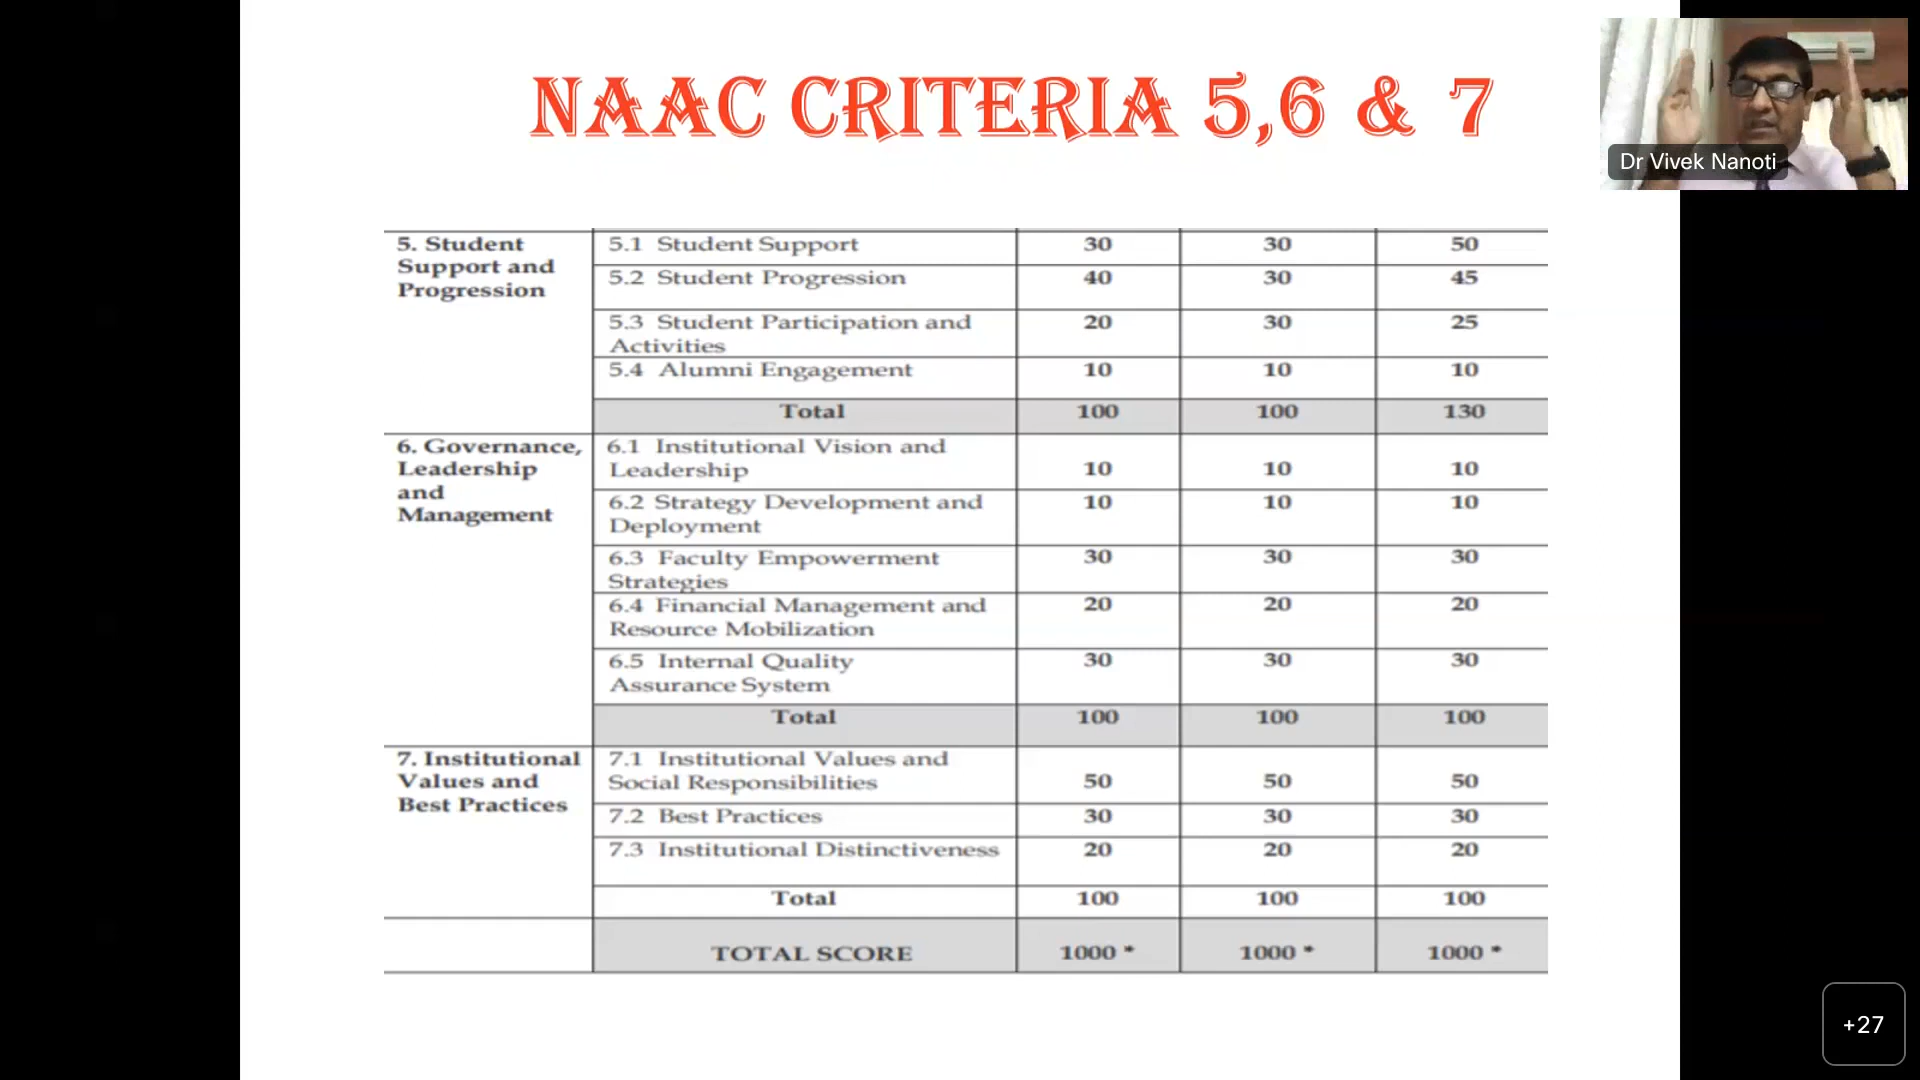 NAAC CRITERIA 5,6 & 7
Dr Vivek Nanoti
5. Student Support and Progression
5.1 Student Support 30 30 50
5.2 Student Progression 40 30 45
5.3 Student Participation and Activities 20 30 25
5.4 Alumni Engagement 10 10 10
Total 100 100 130
6. Governance, Leadership and Management
6.1 Institutional Vision and Leadership 10 10 10
6.2 Strategy Development and Deployment 10 10 10
6.3 Faculty Empowerment Strategies 30 30 30
6.4 Financial Management and Resource Mobilization 20 20 20
6.5 Internal Quality Assurance System 30 30 30
Total 100 100 100
7. Institutional Values and Best Practices
7.1 Institutional Values and Social Responsibilities 50 50 50
7.2 Best Practices 30 30 30
7.3 Institutional Distinctiveness 20 20 20
Total 100 100 100
TOTAL SCORE 1000 * 1000 * 1000 *
+27